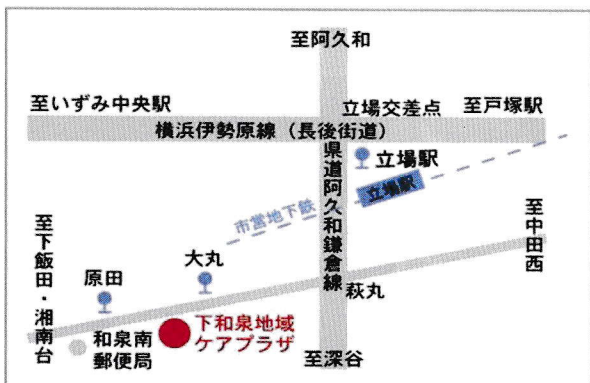 至阿久和
至いずみ中央駅
立場交差点
至戸塚駅
横浜伊勢原線（長後街道）
県道阿久和鎌倉線
立場駅
立場駅
市営地下鉄
至下飯田・湘南台
至中田西
大丸
原田
萩丸
下和泉地域
ケアプラザ
和泉南
郵便局
至深谷